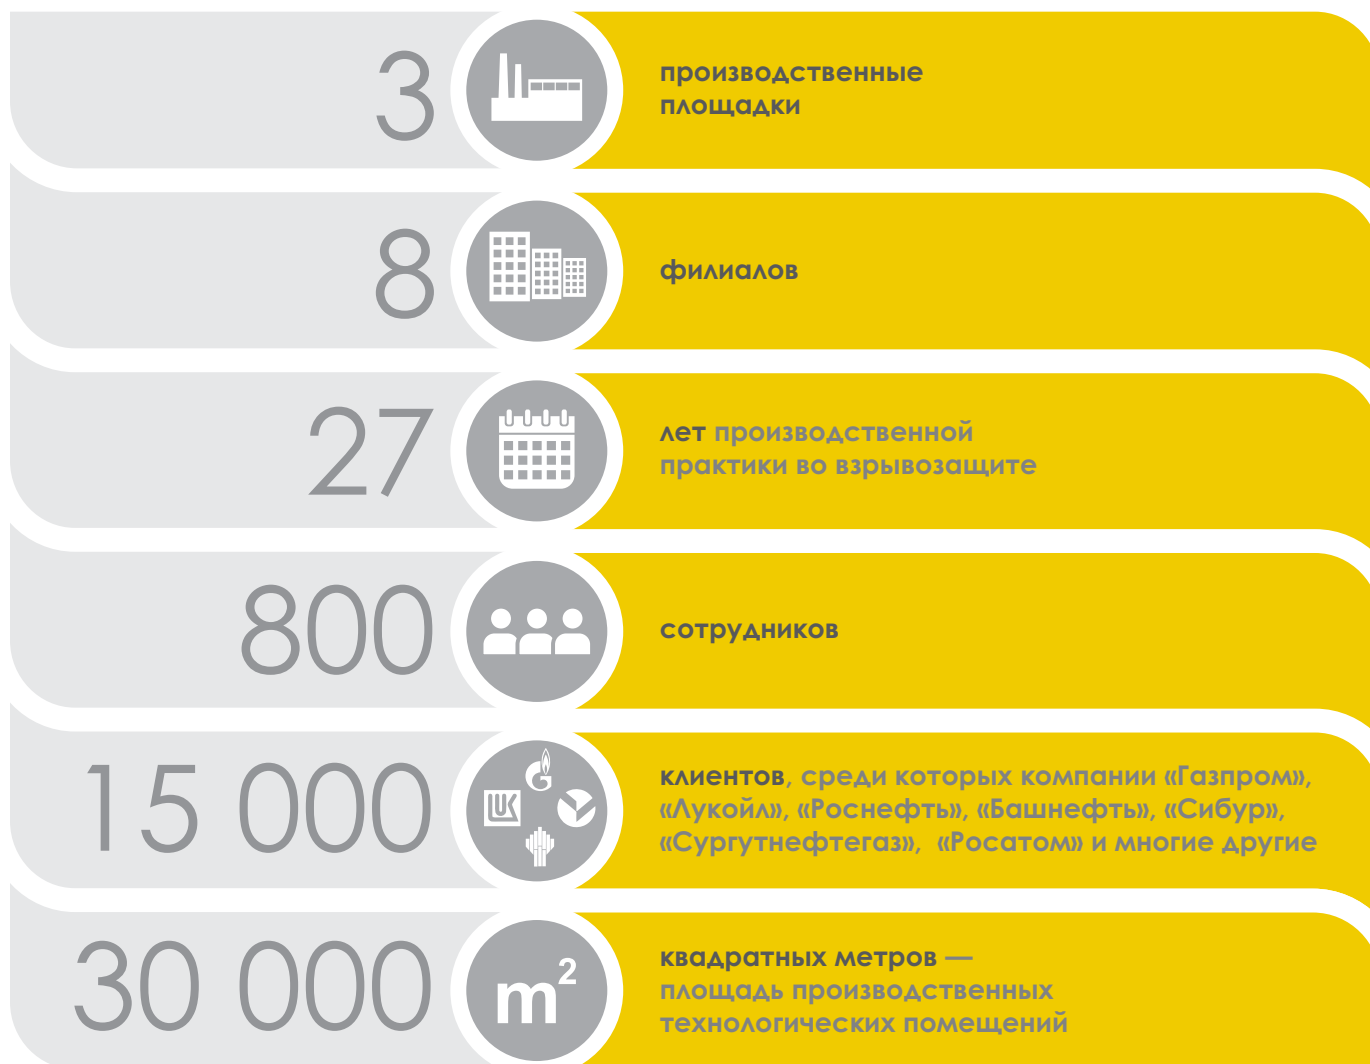 3
производственные
площадки
8
филиалов
27
лет производственной
практики во взрывозащите
800
сотрудников
15 000
LUK
G
клиентов, среди которых компании «Газпром»,
«Лукойл», «Роснефть», «Башнефть», «Сибур»,
«Сургутнефтегаз», «Росатом» и многие другие
30 000
m²
квадратных метров —
площадь производственных
технологических помещений